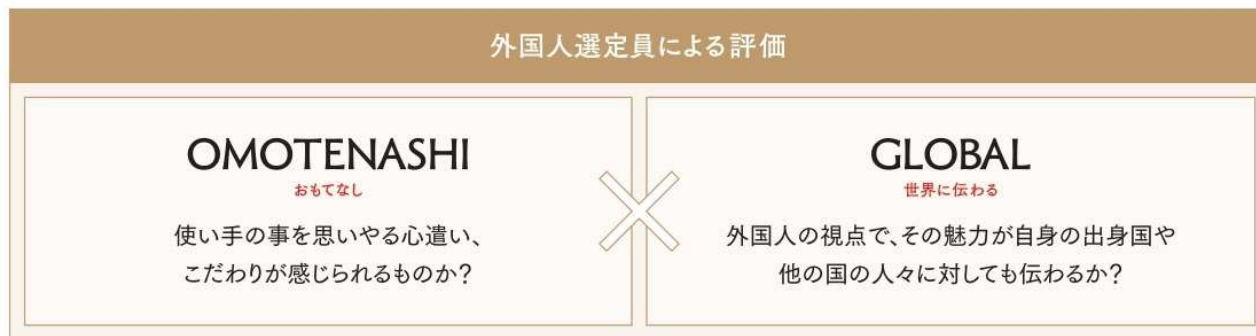 外国人選定員による評価
OMOTENASHI
おもてなし
使い手の事を思いやる心遣い、
こだわりが感じられるものか?
GLOBAL
世界に伝わる
外国人の視点で、その魅力が自身の出身国や
他の国の人々に対しても伝わるか?